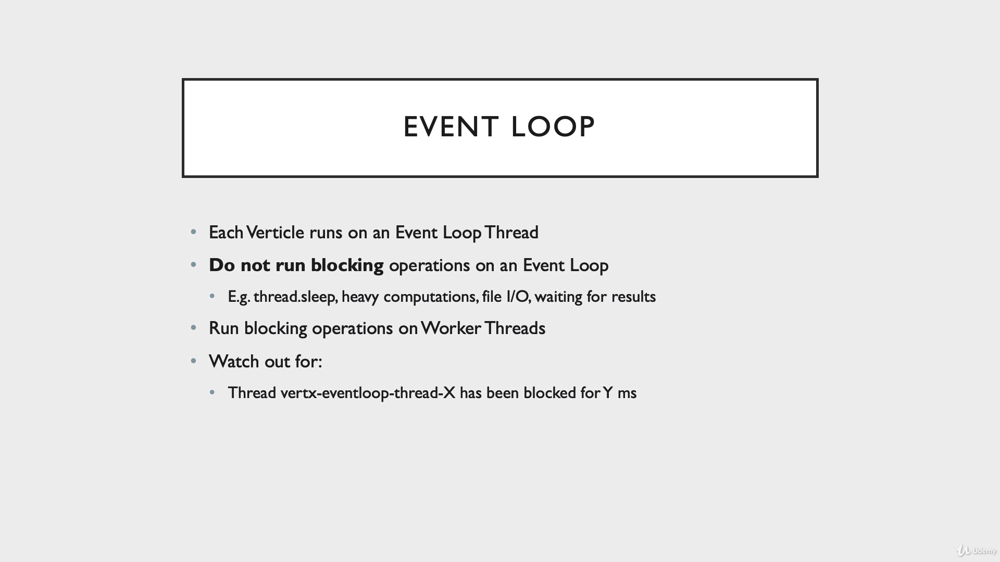 EVENT LOOP
• Each Verticle runs on an Event Loop Thread
• Do not run blocking operations on an Event Loop
• E.g. thread.sleep, heavy computations, file I/O, waiting for results
• Run blocking operations on Worker Threads
• Watch out for:
• Thread vertx-eventloop-thread-X has been blocked for Y ms
Udemy